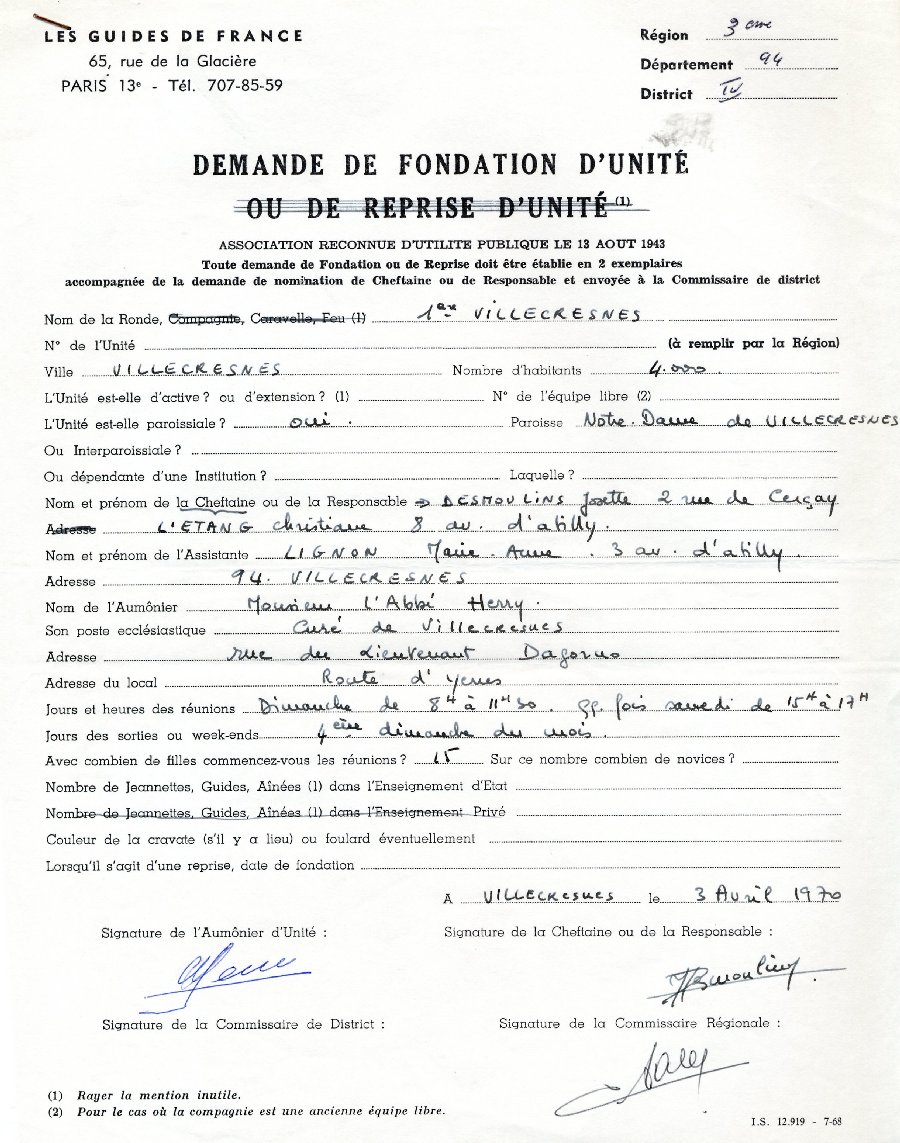 LES GUIDES DE FRANCE
65, rue de la Glacière
PARIS 13e - Tél. 707-85-59
Région 3eme
Département 94
District IV
DEMANDE DE FONDATION D'UNITÉ
OU DE REPRISE D'UNITÉ (1)
ASSOCIATION RECONNUE D'UTILITE PUBLIQUE LE 13 AOUT 1943
Toute demande de Fondation ou de Reprise doit être établie en 2 exemplaires
accompagnée de la demande de nomination de Cheftaine ou de Responsable et envoyée à la Commissaire de district
Nom de la Ronde, Compagnie, Caravelle, Feu (1) 1ère VILLECRESNES
N° de l'Unité (à remplir par la Région)
Ville VILLECRESNES Nombre d'habitants 4.000
L'Unité est-elle d'active ? ou d'extension ? (1) N° de l'équipe libre (2)
L'Unité est-elle paroissiale ? oui. Paroisse Notre-Dame de VILLECRESNES
Ou Interparoissiale ?
Ou dépendante d'une Institution ? Laquelle ?
Nom et prénom de la Cheftaine ou de la Responsable → DESMOULINS Josette 2 rue de Cerçay
Adresse L'ETANG Christiane 8 av. d'atilly.
Nom et prénom de l'Assistante LIGNON Marie-Anne. 3 av. d'atilly.
Adresse 94. VILLECRESNES
Nom de l'Aumônier Monsieur l'Abbé Herry.
Son poste ecclésiastique Curé de Villecresnes
Adresse rue du Lieutenant Dagorno
Adresse du local Route d'Yerres
Jours et heures des réunions Dimanche de 8H à 11H30. qq. fois samedi de 15H à 17H
Jours des sorties ou week-ends 4ème dimanche du mois.
Avec combien de filles commencez-vous les réunions ? 15 Sur ce nombre combien de novices ?
Nombre de Jeannettes, Guides, Aînées (1) dans l'Enseignement d'Etat
Nombre de Jeannettes, Guides, Aînées (1) dans l'Enseignement Privé
Couleur de la cravate (s'il y a lieu) ou foulard éventuellement
Lorsqu'il s'agit d'une reprise, date de fondation
A VILLECRESNES le 3 Avril 1970
Signature de l'Aumônier d'Unité :
Signature de la Cheftaine ou de la Responsable :
JDesmoulins
Signature de la Commissaire de District :
Signature de la Commissaire Régionale :
(1) Rayer la mention inutile.
(2) Pour le cas où la compagnie est une ancienne équipe libre.
I.S. 12.919 - 7-68